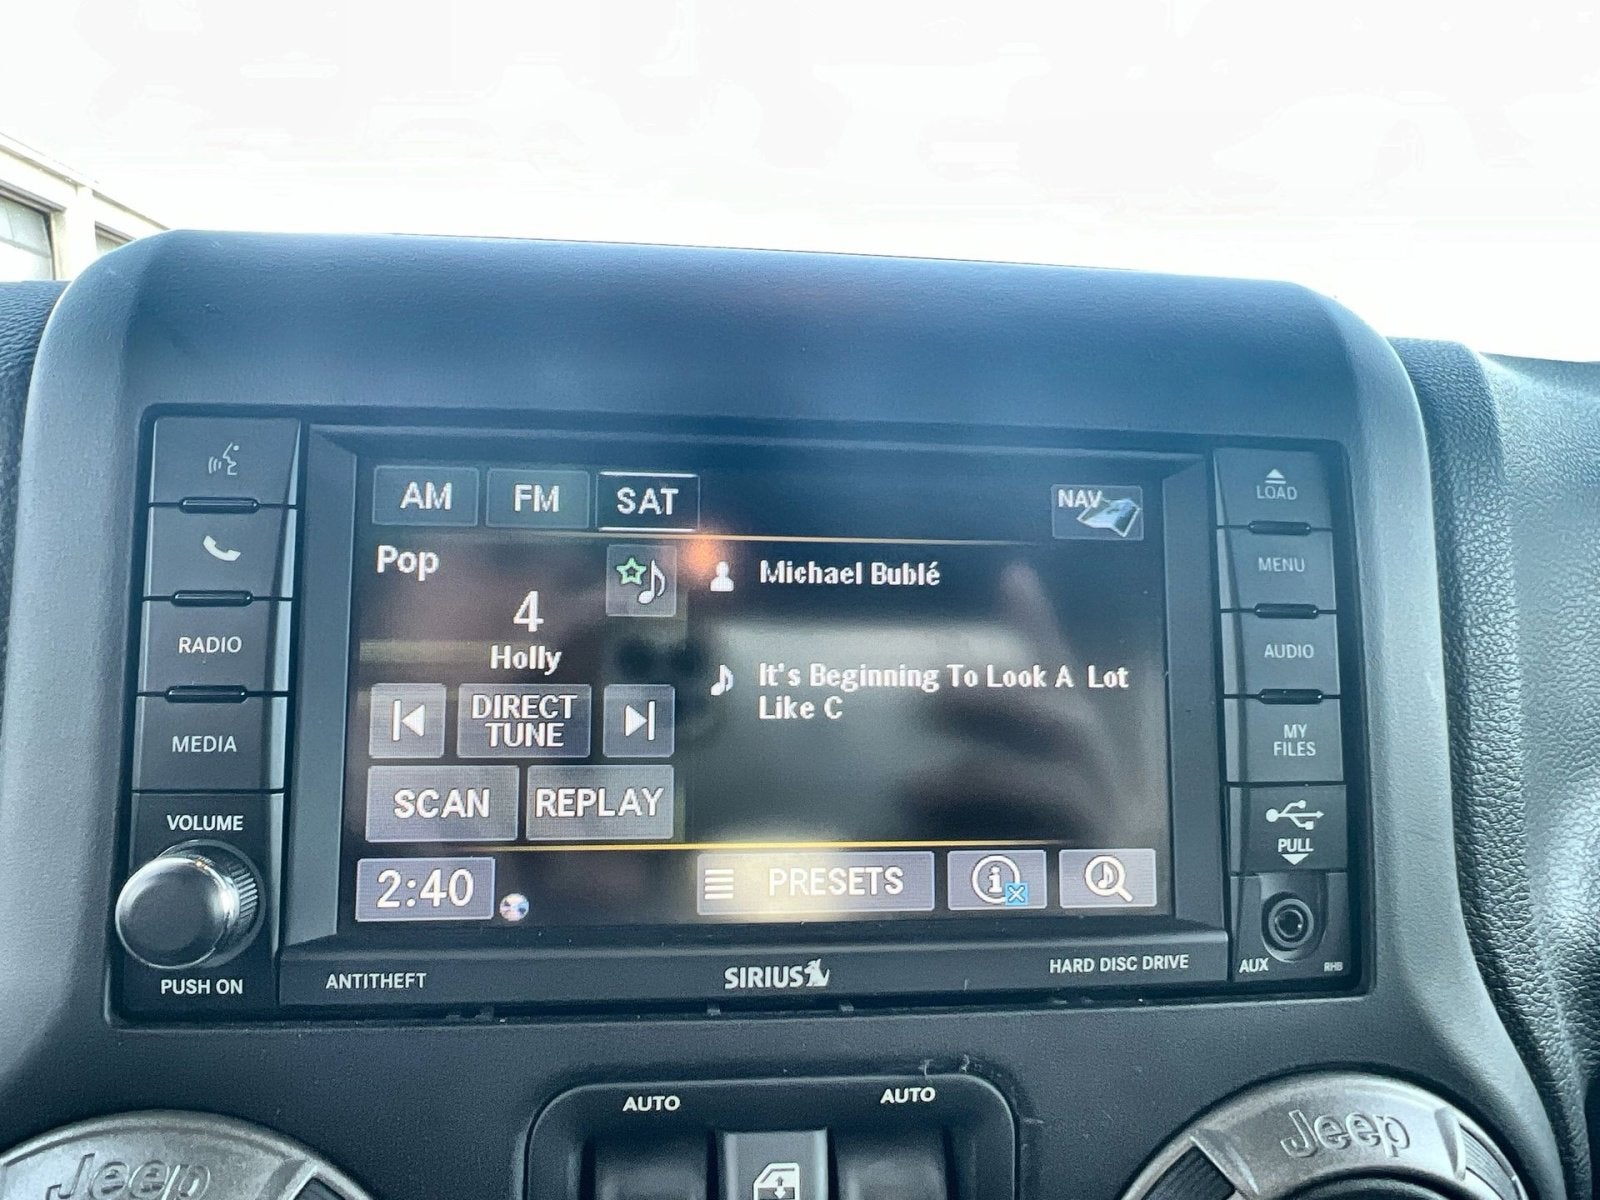 AM FM SAT NAV
LOAD
Pop
MENU
Michael Bublé
4
Holly
RADIO
AUDIO
It's Beginning To Look A Lot
Like C
DIRECT
TUNE
MEDIA
MY
FILES
SCAN REPLAY
VOLUME
PULL
2:40 PRESETS
PUSH ON
ANTITHEFT
SIRIUS
HARD DISC DRIVE
AUX
RHB
AUTO AUTO
Jeep
Jeep